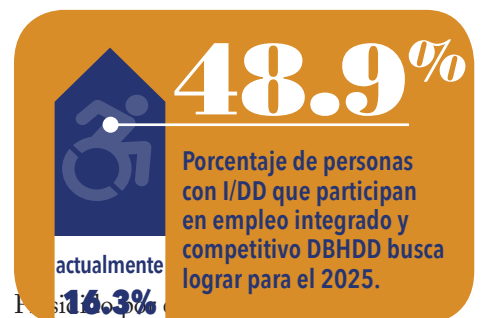 48.9%
Porcentaje de personas
con I/DD que participan
en empleo integrado y
competitivo DBHDD busca
lograr para el 2025.
actualmente
16.3%